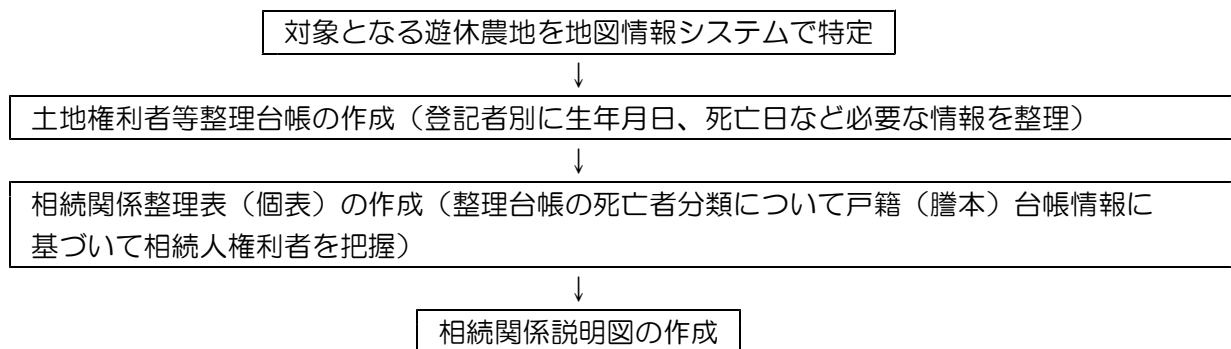 対象となる遊休農地を地図情報システムで特定
↓
土地権利者等整理台帳の作成（登記者別に生年月日、死亡日など必要な情報を整理）
↓
相続関係整理表（個表）の作成（整理台帳の死亡者分類について戸籍（謄本）台帳情報に
基づいて相続人権利者を把握）
↓
相続関係説明図の作成